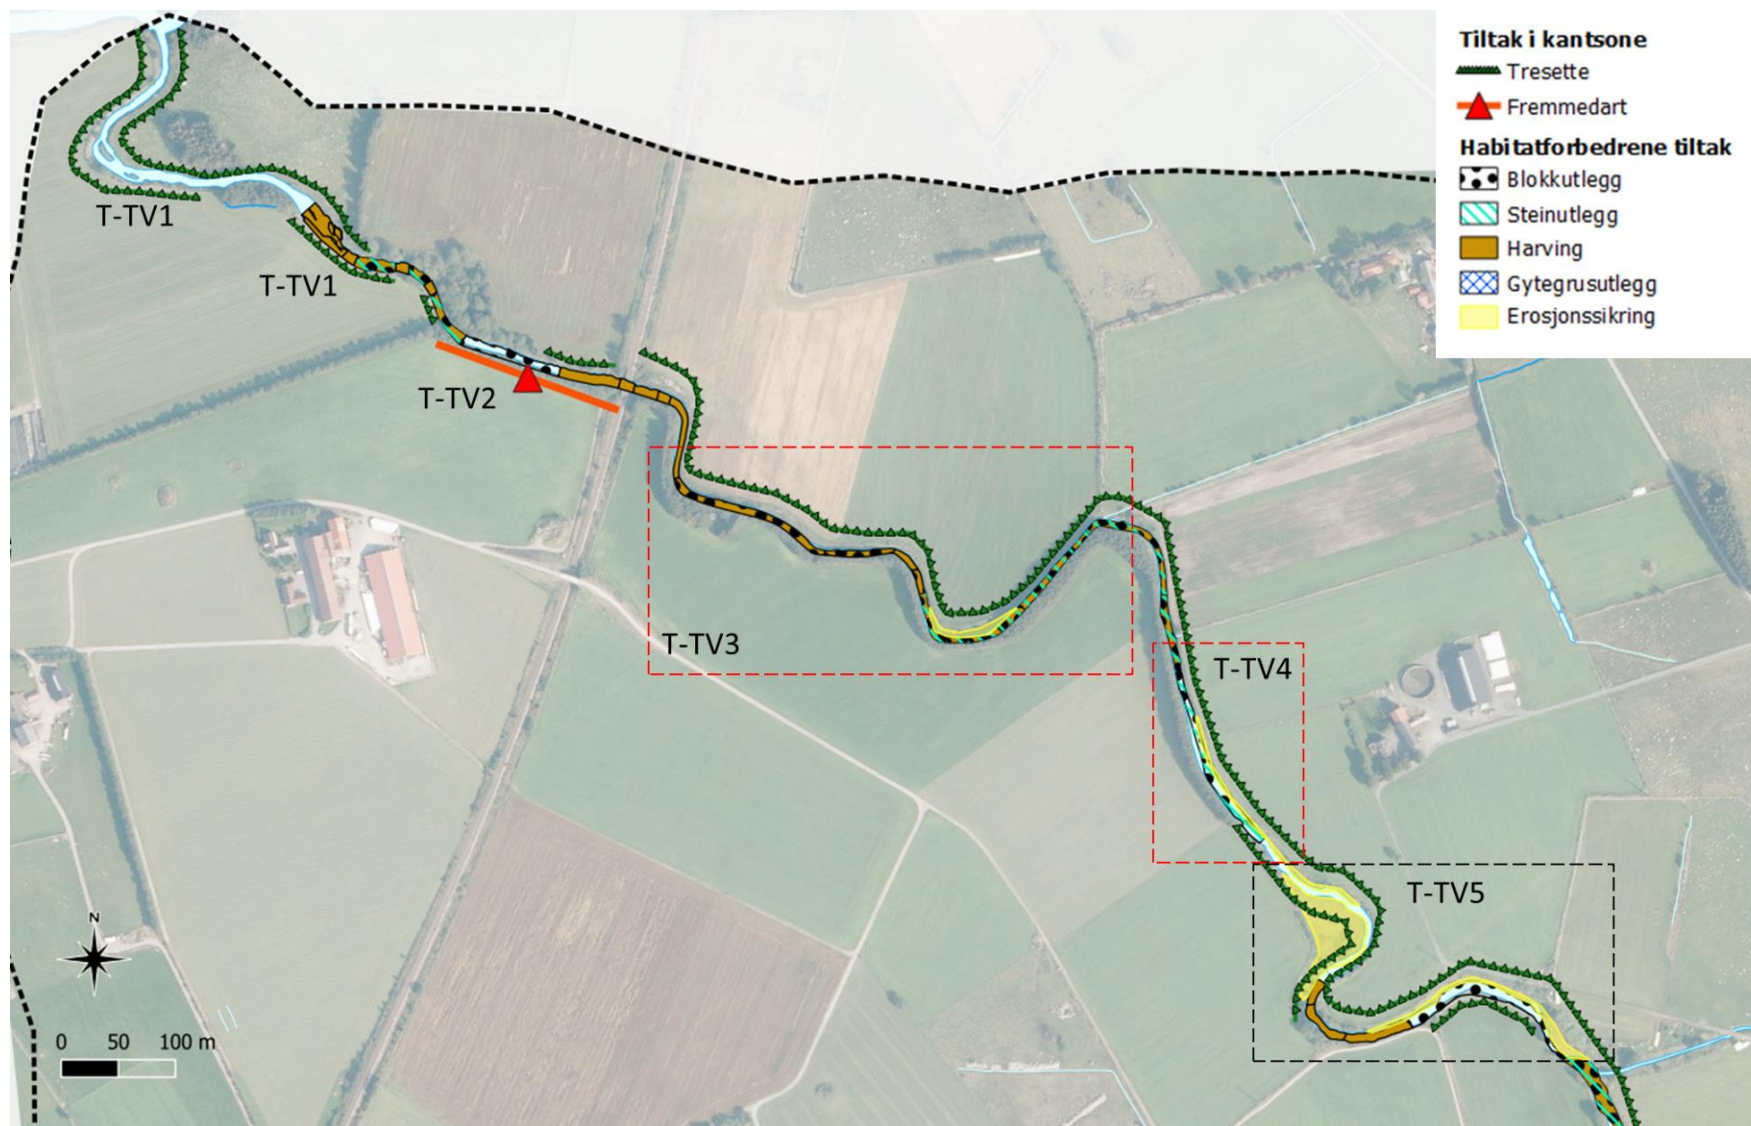 Tiltak i kantsone
Tresette
Fremmedart
Habitatforbedrene tiltak
Blokkutlegg
Steinutlegg
Harving
Gytegrusutlegg
Erosjonssikring
T-TV1
T-TV1
T-TV2
T-TV3
T-TV4
T-TV5
N
0 50 100 m